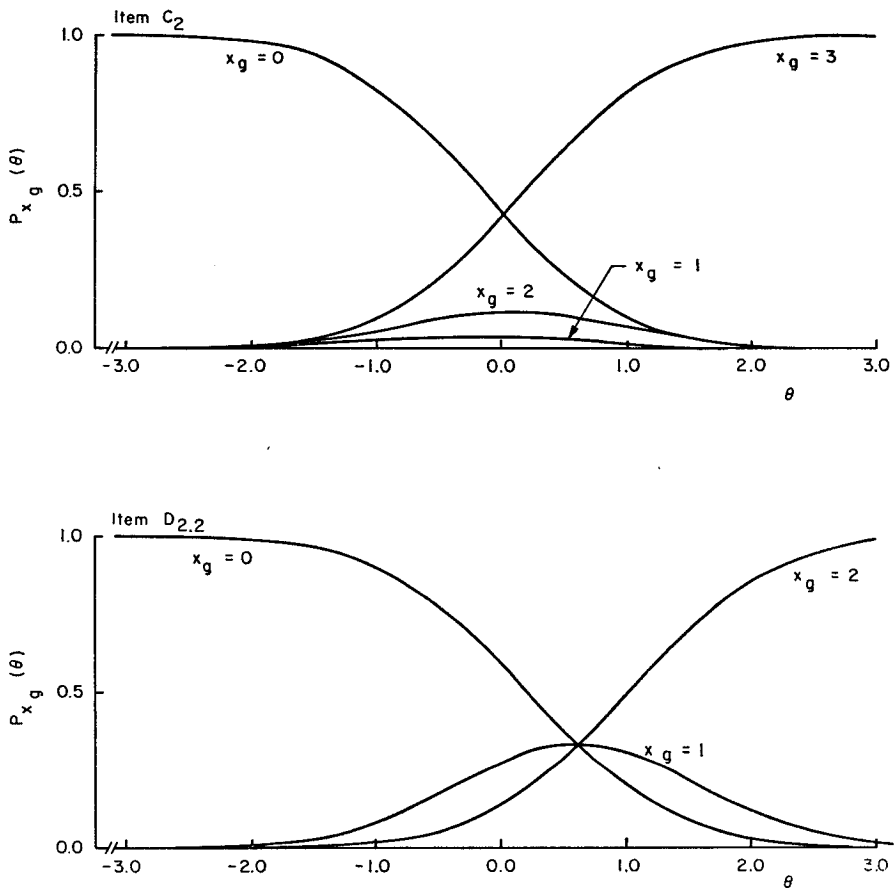 Item C2
1.0
x_g = 0
x_g = 3
P_x_g (θ)
0.5
x_g = 1
x_g = 2
0.0
-3.0 -2.0 -1.0 0.0 1.0 2.0 3.0
θ
Item D2.2
1.0
x_g = 0
x_g = 2
P_x_g (θ)
0.5
x_g = 1
0.0
-3.0 -2.0 -1.0 0.0 1.0 2.0 3.0
θ